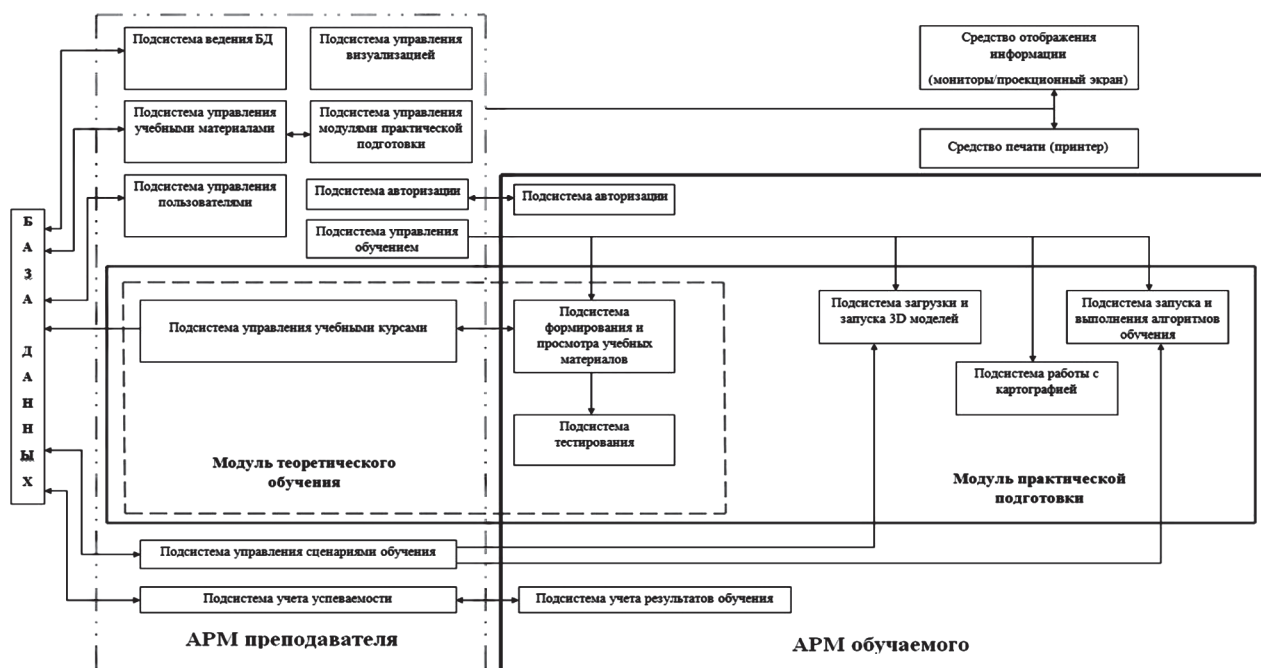 Подсистема ведения БД
Подсистема управления
визуализацией
Средство отображения
информации
(мониторы/проекционный экран)
Подсистема управления
учебными материалами
Подсистема управления
модулями практической
подготовки
Средство печати (принтер)
Подсистема управления
пользователями
Подсистема авторизации
Подсистема авторизации
Подсистема управления
обучением
БАЗА ДАННЫХ
Подсистема управления учебными курсами
Подсистема
формирования и
просмотра учебных
материалов
Подсистема загрузки и
запуска 3D моделей
Подсистема запуска и
выполнения алгоритмов
обучения
Подсистема работы с
картографией
Подсистема
тестирования
Модуль теоретического
обучения
Модуль практической
подготовки
Подсистема управления сценариями обучения
Подсистема учета успеваемости
Подсистема учета результатов обучения
АРМ преподавателя
АРМ обучаемого